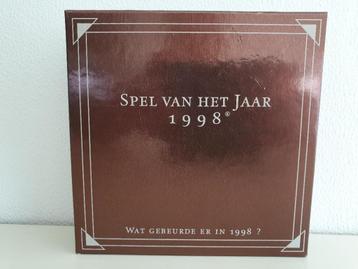 SPEL VAN HET JAAR
1998®
WAT GEBEURDE ER IN 1998 ?